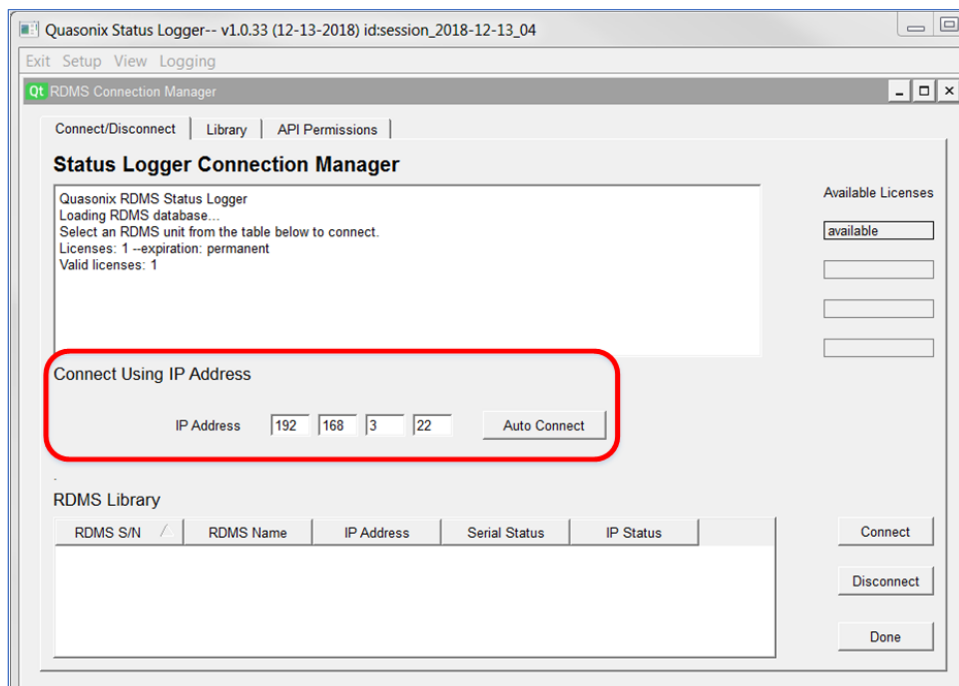 Quasonix Status Logger-- v1.0.33 (12-13-2018) id:session_2018-12-13_04
Exit Setup View Logging
Qt RDMS Connection Manager
Connect/Disconnect Library API Permissions
Status Logger Connection Manager
Quasonix RDMS Status Logger
Loading RDMS database...
Select an RDMS unit from the table below to connect.
Licenses: 1 --expiration: permanent
Valid licenses: 1
Available Licenses
available
Connect Using IP Address
IP Address 192 168 3 22 Auto Connect
.
RDMS Library
RDMS S/N RDMS Name IP Address Serial Status IP Status
Connect
Disconnect
Done